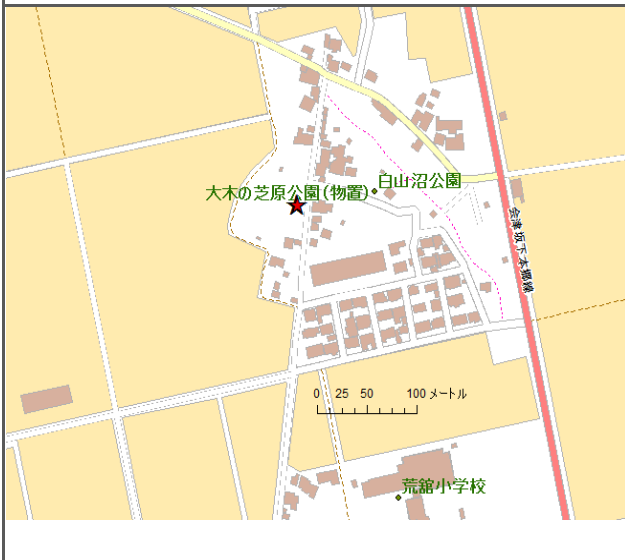 白山沼公園
大木の芝原公園(物置)
会津坂下本郷線
0 25 50 100 メートル
荒舘小学校